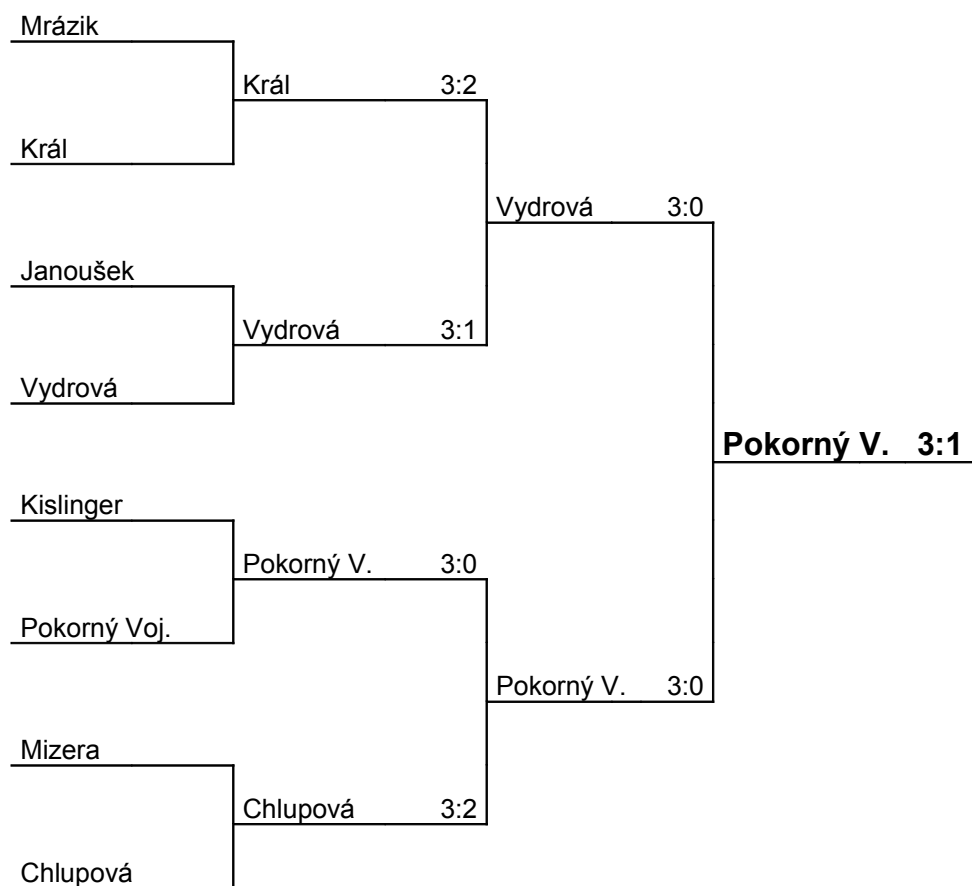 Mrázik
Král 3:2
Král
Vydrová 3:0
Janoušek
Vydrová 3:1
Vydrová
Pokorný V. 3:1
Kislinger
Pokorný V. 3:0
Pokorný Voj.
Pokorný V. 3:0
Mizera
Chlupová 3:2
Chlupová